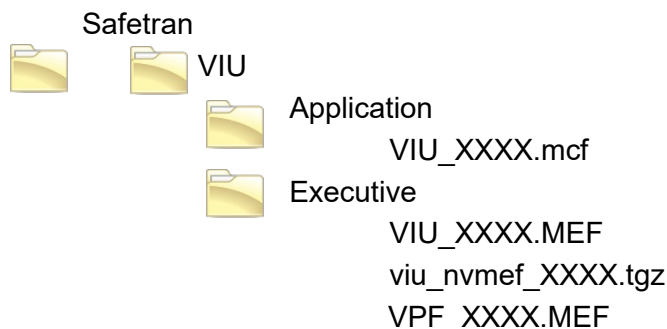 Safetran
VIU
Application
VIU_XXXX.mcf
Executive
VIU_XXXX.MEF
viu_nvmef_XXXX.tgz
VPF_XXXX.MEF